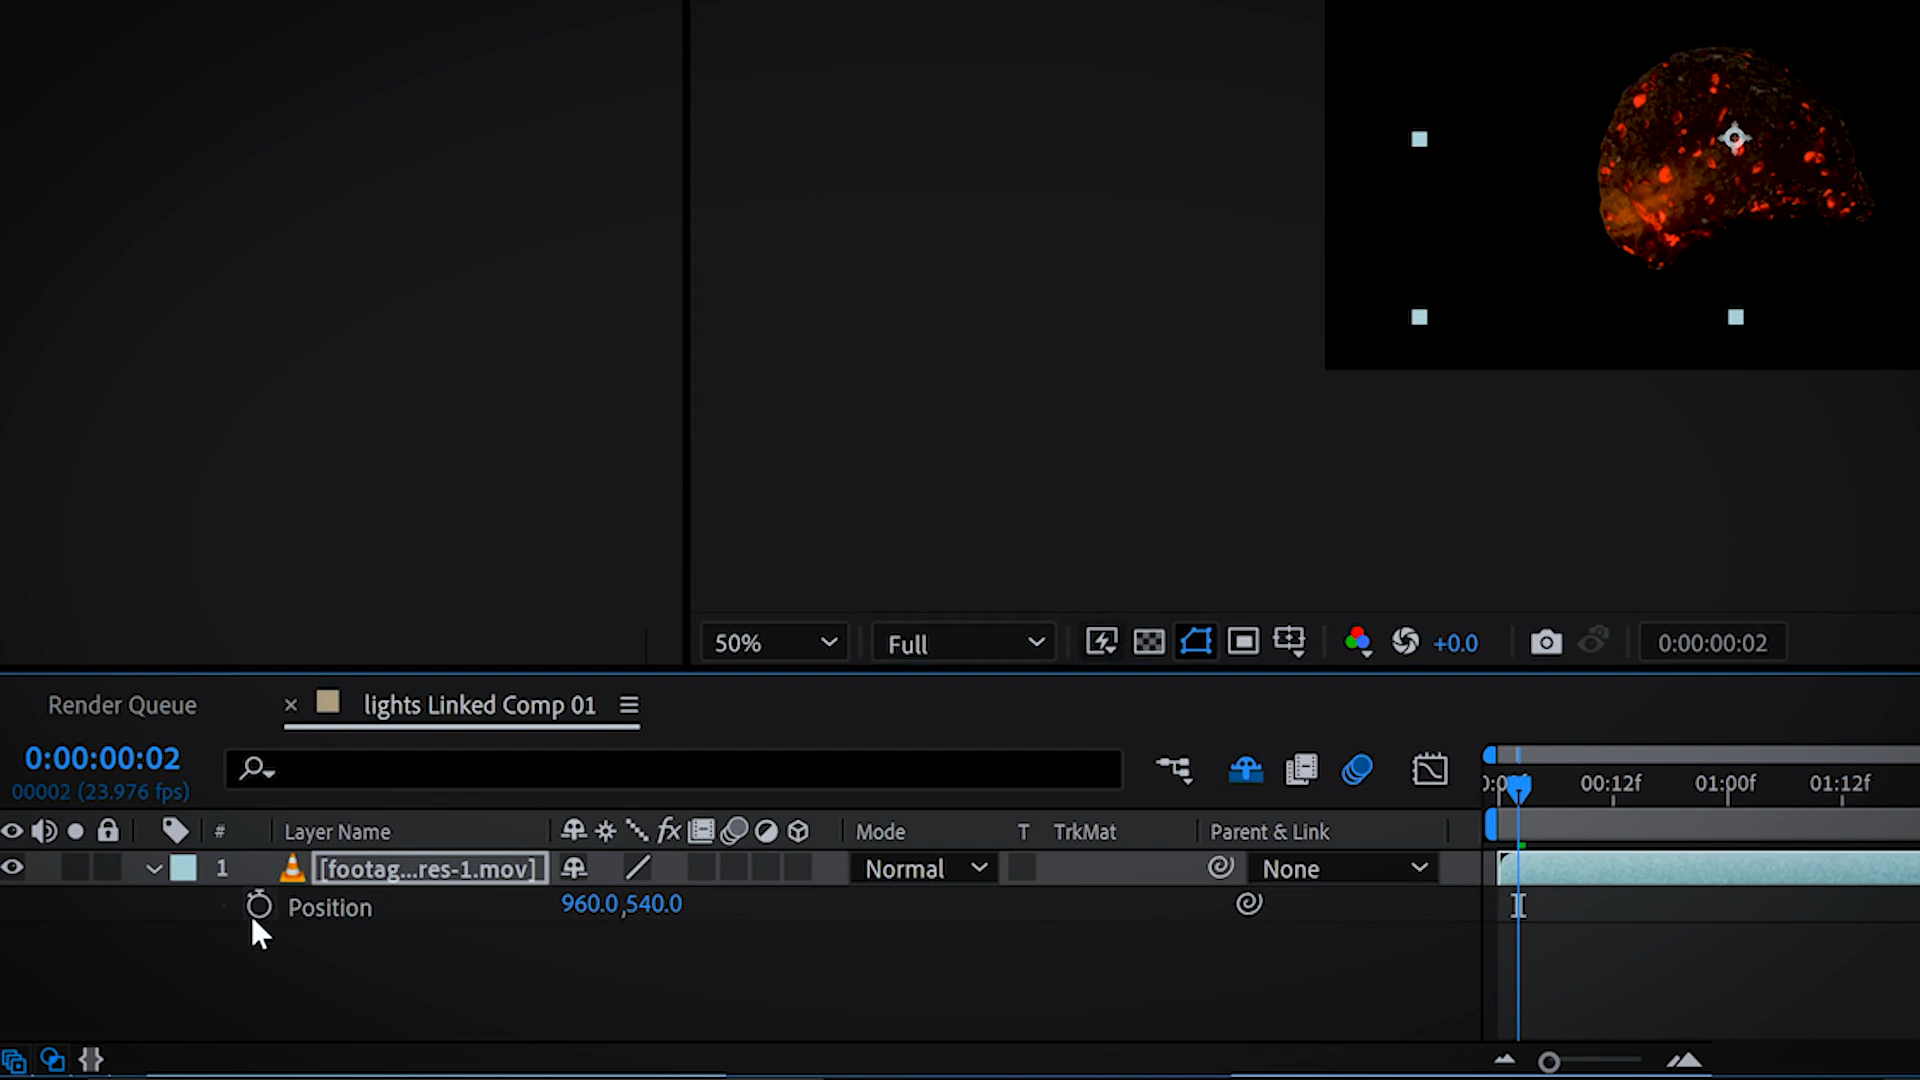 50%
Full
+0.0
0:00:00:02
Render Queue
× lights Linked Comp 01
0:00:00:02
00002 (23.976 fps)
00:12f
01:00f
01:12f
# Layer Name
fx
Mode
T TrkMat
Parent & Link
1 [footag...res-1.mov]
Normal
None
Position
960.0,540.0